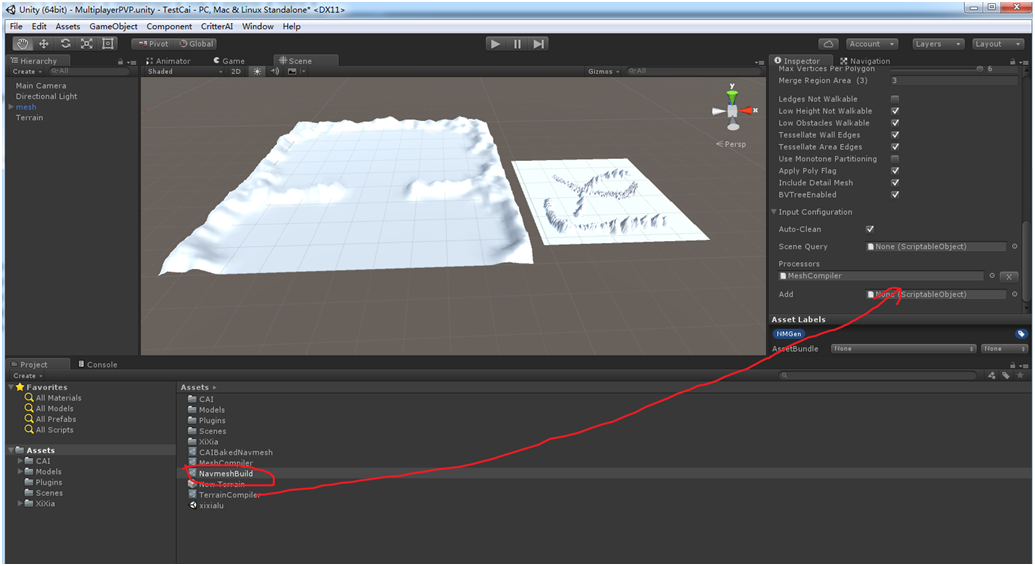 Unity (64bit) - MultiplayerPVP.unity - TestCai - PC, Mac & Linux Standalone* <DX11>
File Edit Assets GameObject Component CritterAI Window Help
Pivot Global Account Layers Layout
Hierarchy
Create All
Main Camera
Directional Light
mesh
Terrain
Animator Game Scene
Shaded 2D Gizmos All
y
x
Persp
Inspector Navigation
Max Vertices Per Polygon 6
Merge Region Area (3) 3
Ledges Not Walkable
Low Height Not Walkable
Low Obstacles Walkable
Tessellate Wall Edges
Tessellate Area Edges
Use Monotone Partitioning
Apply Poly Flag
Include Detail Mesh
BVTreeEnabled
Input Configuration
Auto-Clean
Scene Query None (ScriptableObject)
Processors
MeshCompiler X
Add None (ScriptableObject)
Asset Labels
NMGen
AssetBundle None None
Project Console
Create
Favorites
All Materials
All Models
All Prefabs
All Scripts
Assets
CAI
Models
Plugins
Scenes
XiXia
Assets
CAI
Models
Plugins
Scenes
XiXia
CAIBakedNavmesh
MeshCompiler
NavmeshBuild
New Terrain
TerrainCompiler
xixialu